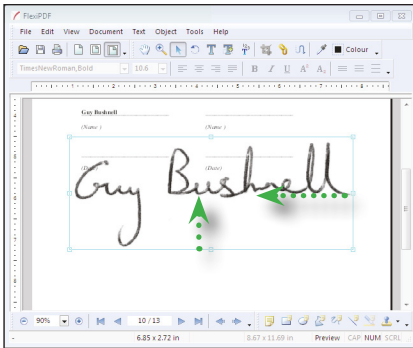 FlexiPDF
File Edit View Document Text Object Tools Help
Colour
TimesNewRoman,Bold 10.6 B I U A A
Guy Bushnell
(Name ) (Name )
(Date) (Date)
Guy Bushnell
90% 10 / 13
6.85 x 2.72 in 8.67 x 11.69 in Preview CAP NUM SCRL